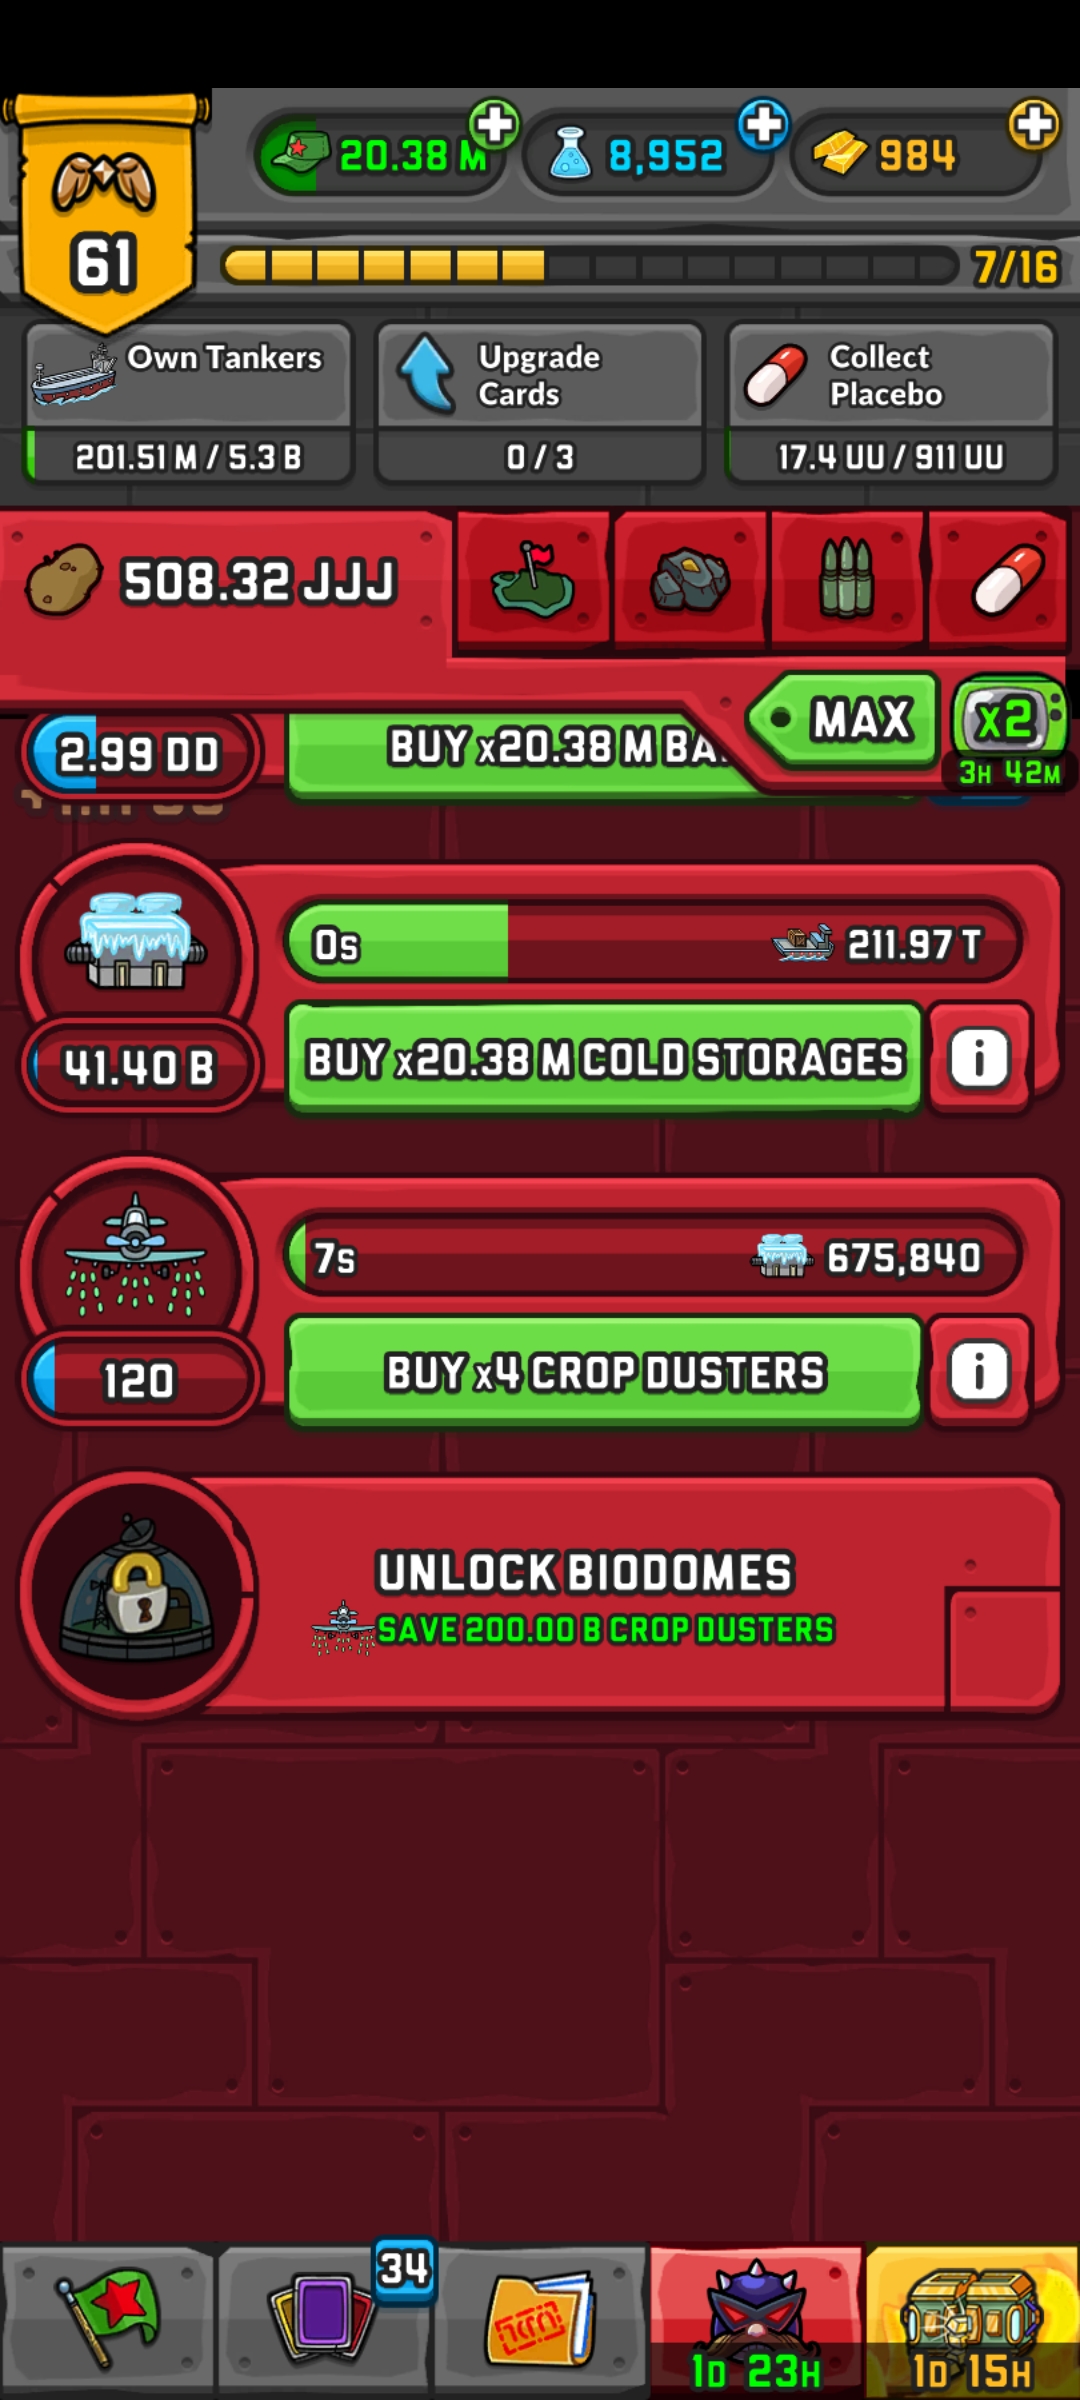 20.38 M
8,952
984
61
7/16
Own Tankers
201.51 M / 5.3 B
Upgrade
Cards
0 / 3
Collect
Placebo
17.4 UU / 911 UU
508.32 JJJ
MAX
x2
3H 42M
2.99 DD
BUY x20.38 M BA
0s
211.97 T
41.40 B
BUY x20.38 M COLD STORAGES
i
7s
675,840
120
BUY x4 CROP DUSTERS
i
UNLOCK BIODOMES
SAVE 200.00 B CROP DUSTERS
34
1D 23H
1D 15H